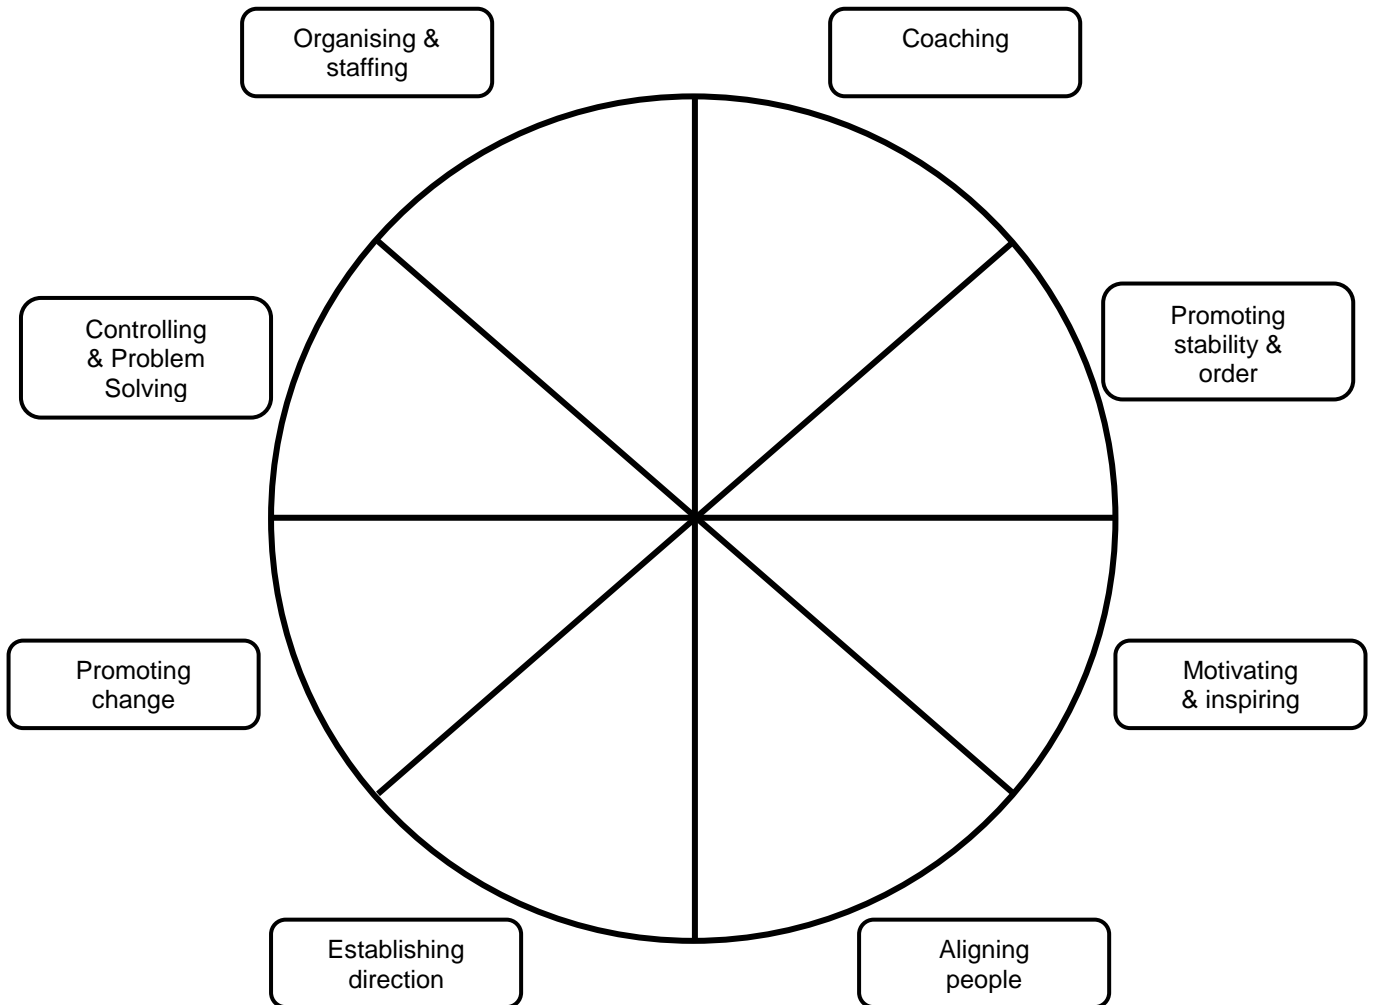 Organising &
staffing
Coaching
Controlling
& Problem
Solving
Promoting
stability &
order
Promoting
change
Motivating
& inspiring
Establishing
direction
Aligning
people